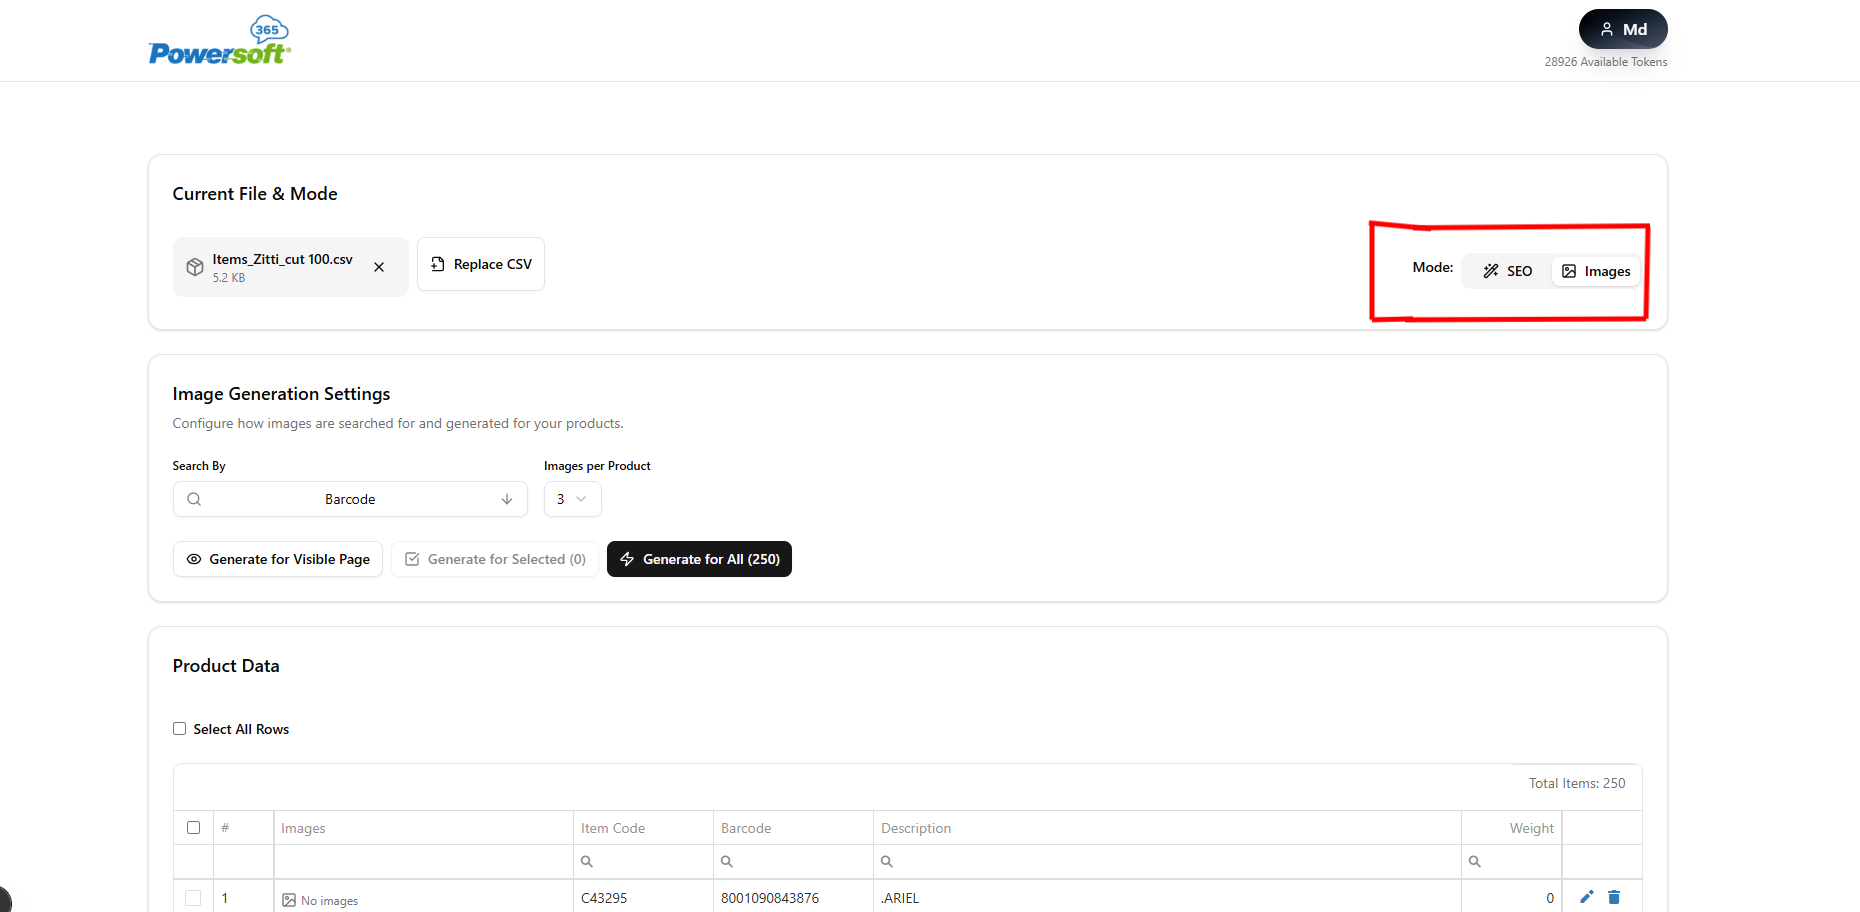 365
Powersoft
Md
28926 Available Tokens
Current File & Mode
Items_Zitti_cut 100.csv
5.2 KB
Replace CSV
Mode:
SEO
Images
Image Generation Settings
Configure how images are searched for and generated for your products.
Search By
Images per Product
Barcode
3
Generate for Visible Page
Generate for Selected (0)
Generate for All (250)
Product Data
Select All Rows
Total Items: 250
# Images Item Code Barcode Description Weight
1 No images C43295 8001090843876 .ARIEL 0